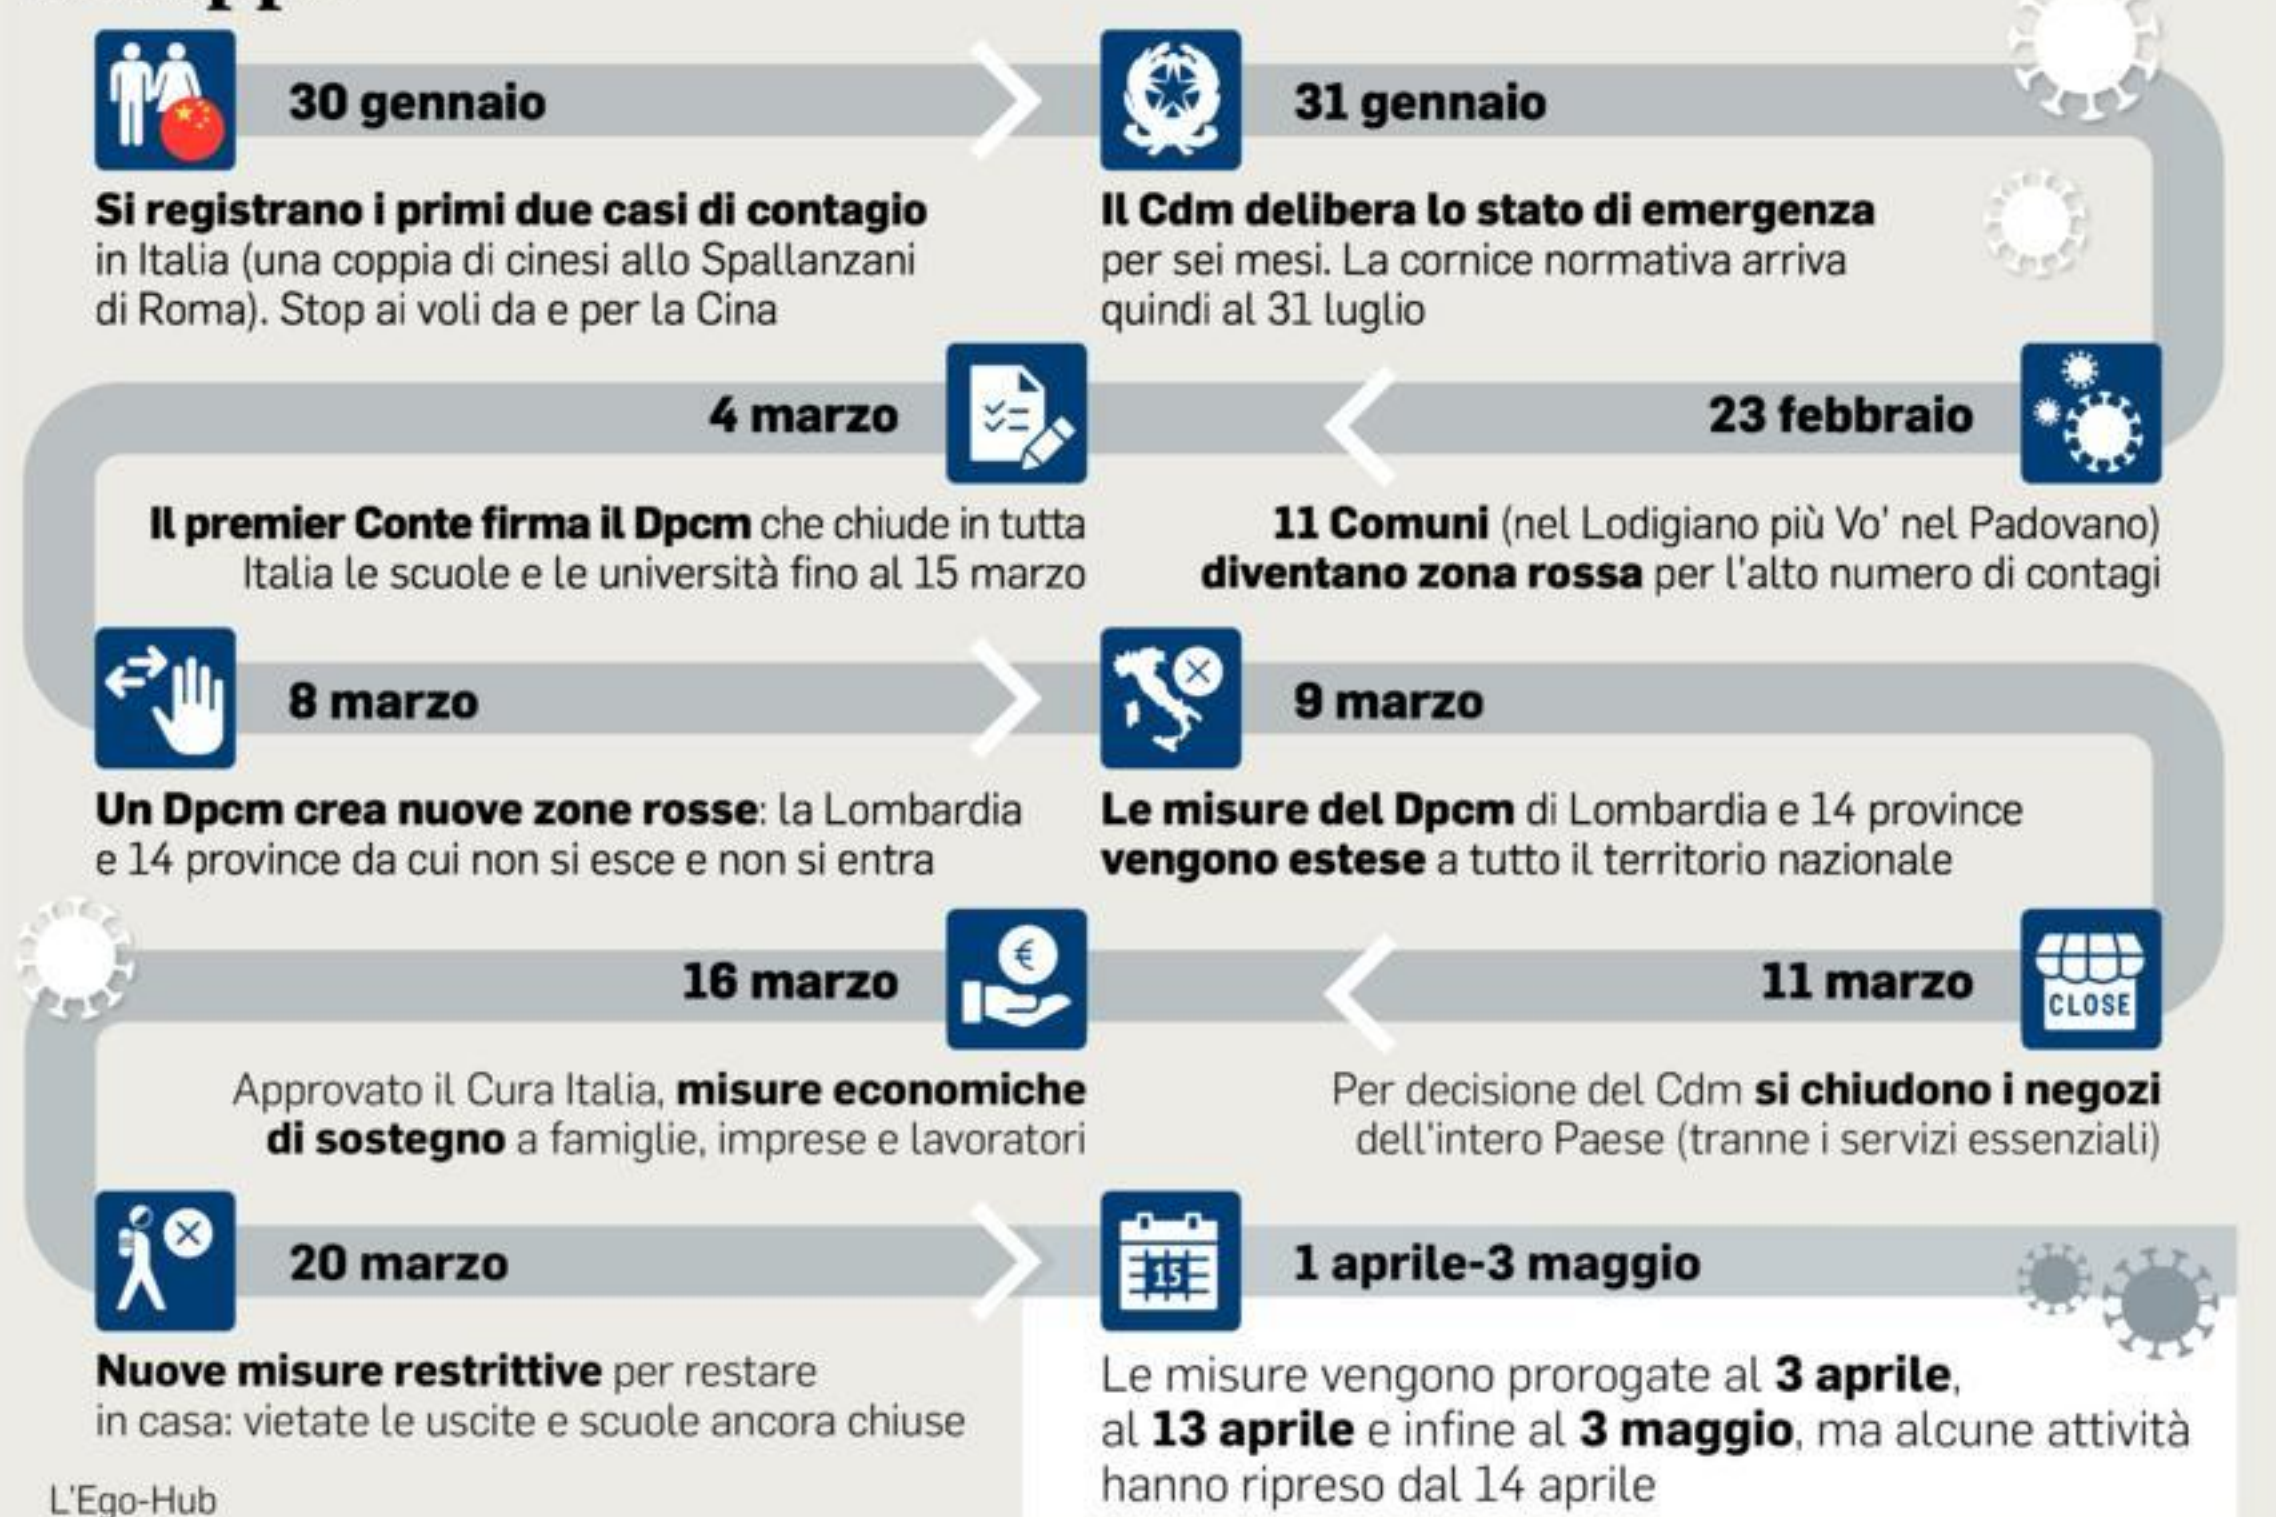 30 gennaio
Si registrano i primi due casi di contagio
in Italia (una coppia di cinesi allo Spallanzani
di Roma). Stop ai voli da e per la Cina
31 gennaio
Il Cdm delibera lo stato di emergenza
per sei mesi. La cornice normativa arriva
quindi al 31 luglio
23 febbraio
11 Comuni (nel Lodigiano più Vo' nel Padovano)
diventano zona rossa per l'alto numero di contagi
4 marzo
Il premier Conte firma il Dpcm che chiude in tutta
Italia le scuole e le università fino al 15 marzo
8 marzo
Un Dpcm crea nuove zone rosse: la Lombardia
e 14 province da cui non si esce e non si entra
9 marzo
Le misure del Dpcm di Lombardia e 14 province
vengono estese a tutto il territorio nazionale
11 marzo
CLOSE
Per decisione del Cdm si chiudono i negozi
dell'intero Paese (tranne i servizi essenziali)
16 marzo
€
Approvato il Cura Italia, misure economiche
di sostegno a famiglie, imprese e lavoratori
20 marzo
Nuove misure restrittive per restare
in casa: vietate le uscite e scuole ancora chiuse
15
1 aprile-3 maggio
Le misure vengono prorogate al 3 aprile,
al 13 aprile e infine al 3 maggio, ma alcune attività
hanno ripreso dal 14 aprile
L'Ego-Hub